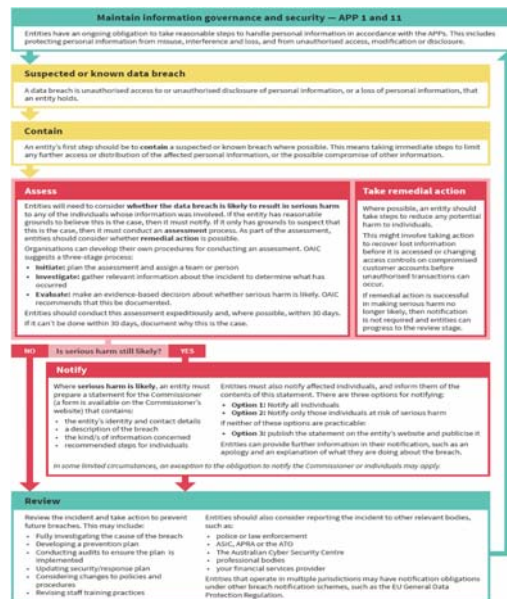 Maintain information governance and security — APP 1 and 11
Entities have an ongoing obligation to take reasonable steps to handle personal information in accordance with the APPs. This includes
protecting personal information from misuse, interference and loss, and from unauthorised access, modification or disclosure.
Suspected or known data breach
A data breach is unauthorised access to or unauthorised disclosure of personal information, or a loss of personal information, that
an entity holds.
Contain
An entity's first step should be to contain a suspected or known breach where possible. This means taking immediate steps to limit
any further access or distribution of the affected personal information, or the possible compromise of other information.
Assess
Entities will need to consider whether the data breach is likely to result in serious harm
to any of the individuals whose information was involved. If the entity has reasonable
grounds to believe this is the case, then it must notify. If it only has grounds to suspect that
this is the case, then it must conduct an assessment process. As part of the assessment,
entities should consider whether remedial action is possible.
Organisations can develop their own procedures for conducting an assessment. OAIC
suggests a three-stage process:
• Initiate: plan the assessment and assign a team or person
• Investigate: gather relevant information about the incident to determine what has
occurred
• Evaluate: make an evidence-based decision about whether serious harm is likely. OAIC
recommends that this be documented.
Entities should conduct this assessment expeditiously and, where possible, within 30 days.
If it can't be done within 30 days, document why this is the case.
Take remedial action
Where possible, an entity should
take steps to reduce any potential
harm to individuals.
This might involve taking action
to recover lost information
before it is accessed or changing
access controls on compromised
customer accounts before
unauthorised transactions can
occur.
If remedial action is successful
in making serious harm no
longer likely, then notification
is not required and entities can
progress to the review stage.
NO Is serious harm still likely? YES
Notify
Where serious harm is likely, an entity must
prepare a statement for the Commissioner
(a form is available on the Commissioner's
website) that contains:
• the entity's identity and contact details
• a description of the breach
• the kind/s of information concerned
• recommended steps for individuals
Entities must also notify affected individuals, and inform them of the
contents of this statement. There are three options for notifying:
• Option 1: Notify all individuals
• Option 2: Notify only those individuals at risk of serious harm
If neither of these options are practicable:
• Option 3: publish the statement on the entity's website and publicise it
Entities can provide further information in their notification, such as an
apology and an explanation of what they are doing about the breach.
In some limited circumstances, an exception to the obligation to notify the Commissioner or individuals may apply.
Review
Review the incident and take action to prevent
future breaches. This may include:
• Fully investigating the cause of the breach
• Developing a prevention plan
• Conducting audits to ensure the plan is
implemented
• Updating security/response plan
• Considering changes to policies and
procedures
• Revising staff training practices
Entities should also consider reporting the incident to other relevant bodies,
such as:
• police or law enforcement
• ASIC, APRA or the ATO
• The Australian Cyber Security Centre
• professional bodies
• your financial services provider
Entities that operate in multiple jurisdictions may have notification obligations
under other breach notification schemes, such as the EU General Data
Protection Regulation.